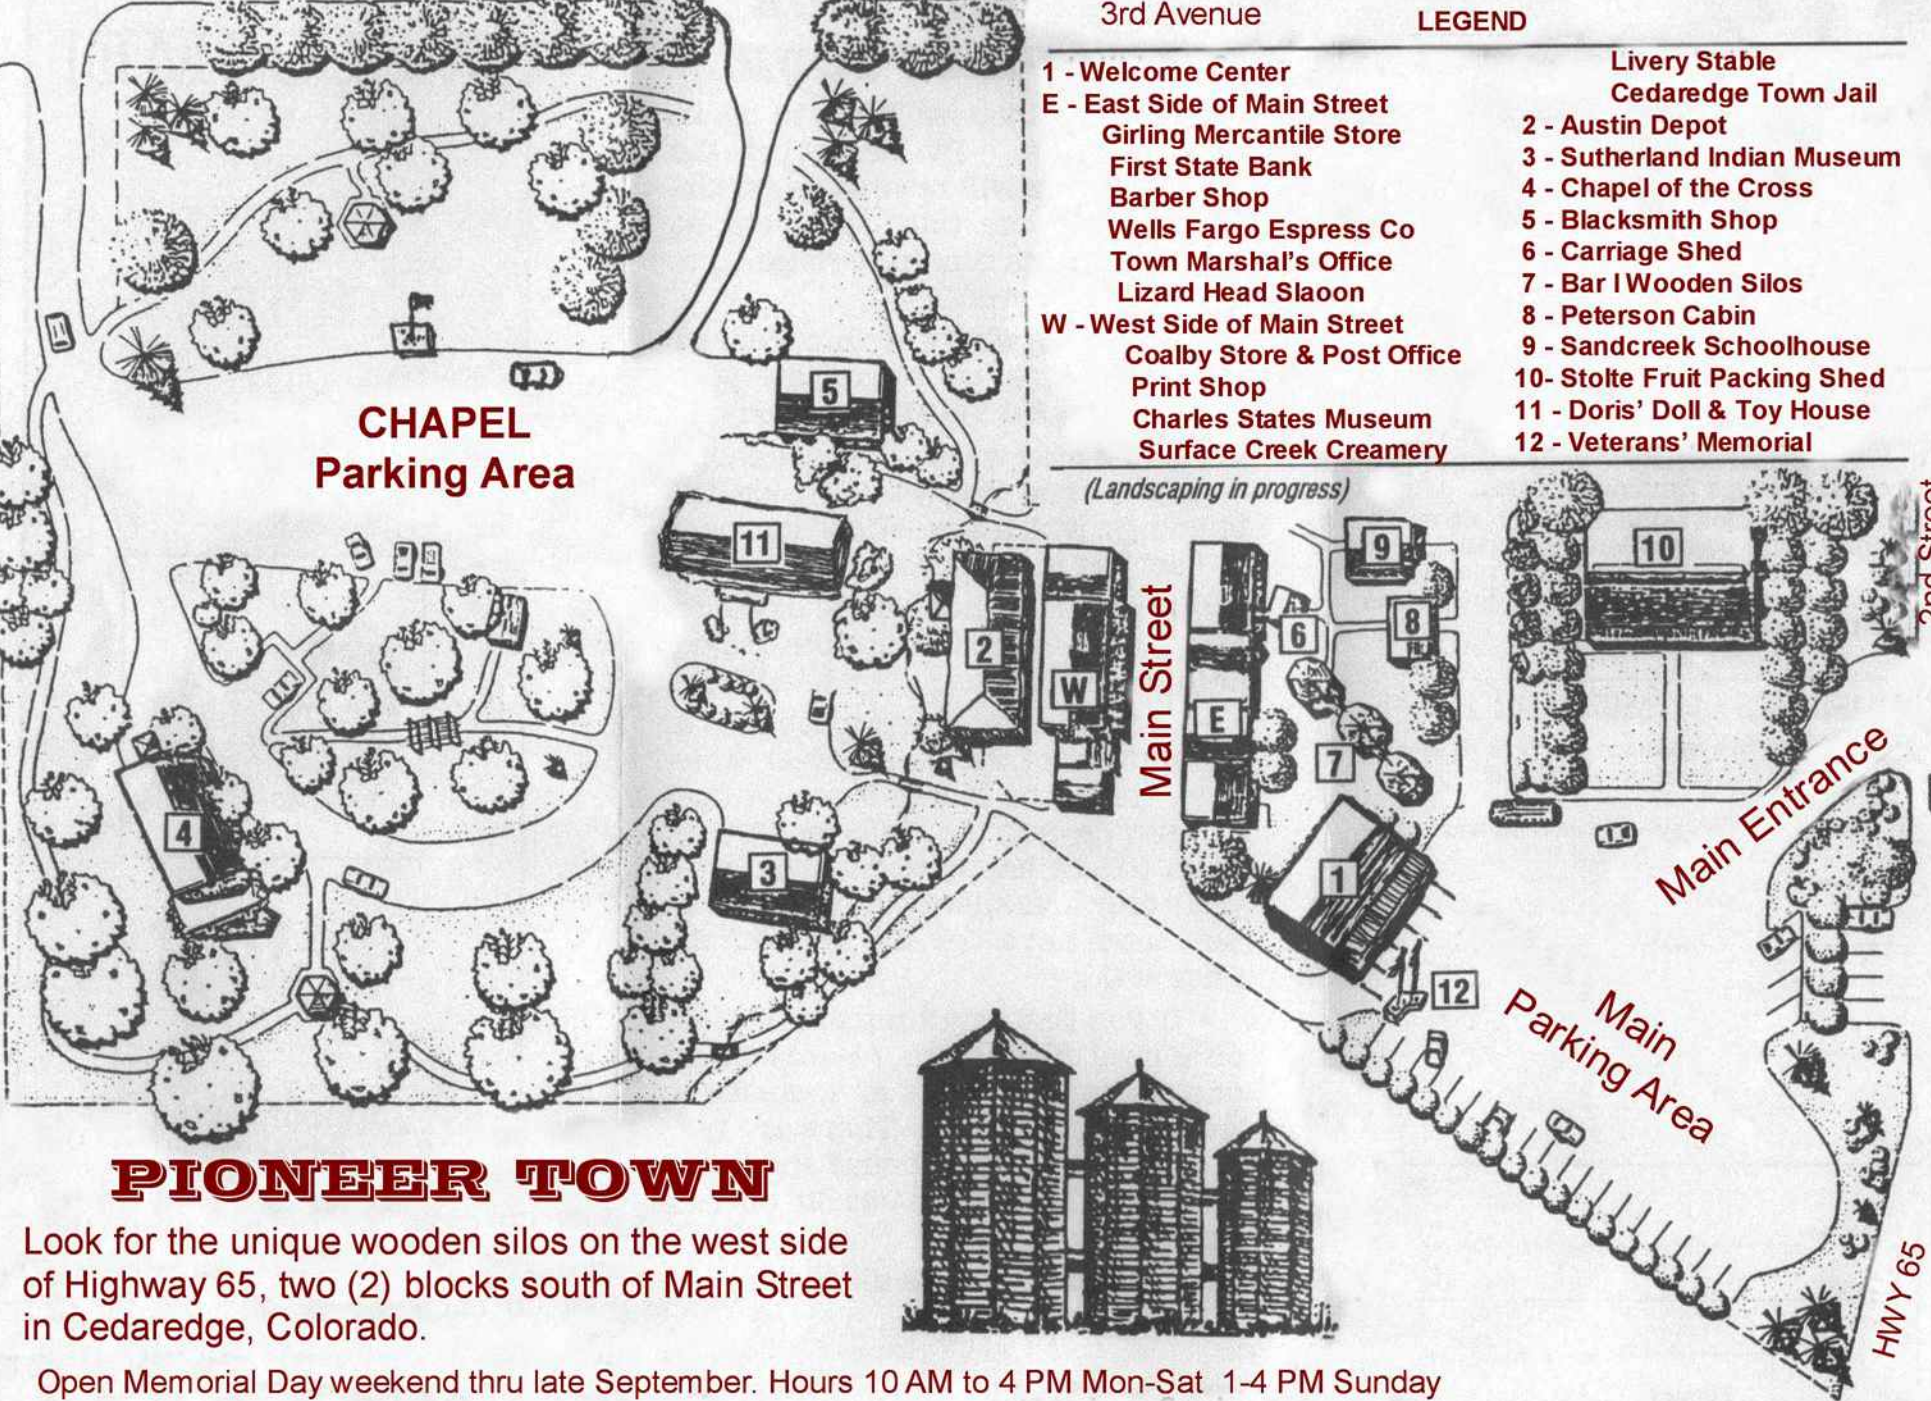 3rd Avenue
LEGEND
1 - Welcome Center
E - East Side of Main Street
Girling Mercantile Store
First State Bank
Barber Shop
Wells Fargo Espress Co
Town Marshal's Office
Lizard Head Slaoon
W - West Side of Main Street
Coalby Store & Post Office
Print Shop
Charles States Museum
Surface Creek Creamery
Livery Stable
Cedaredge Town Jail
2 - Austin Depot
3 - Sutherland Indian Museum
4 - Chapel of the Cross
5 - Blacksmith Shop
6 - Carriage Shed
7 - Bar I Wooden Silos
8 - Peterson Cabin
9 - Sandcreek Schoolhouse
10- Stolte Fruit Packing Shed
11 - Doris' Doll & Toy House
12 - Veterans' Memorial
(Landscaping in progress)
CHAPEL
Parking Area
5
11
9
10
2nd Street
8
6
2
W
Main Street
E
7
4
3
1
Main Entrance
12
Main
Parking Area
HWY 65
PIONEER TOWN
Look for the unique wooden silos on the west side
of Highway 65, two (2) blocks south of Main Street
in Cedaredge, Colorado.
Open Memorial Day weekend thru late September. Hours 10 AM to 4 PM Mon-Sat 1-4 PM Sunday